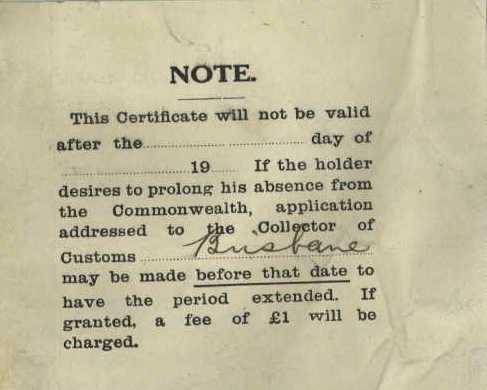 NOTE.
This Certificate will not be valid
after the.............................. day of
..............................19...... If the holder
desires to prolong his absence from
the Commonwealth, application
addressed to the Collector of
Customs Brisbane
may be made before that date to
have the period extended. If
granted, a fee of £1 will be
charged.